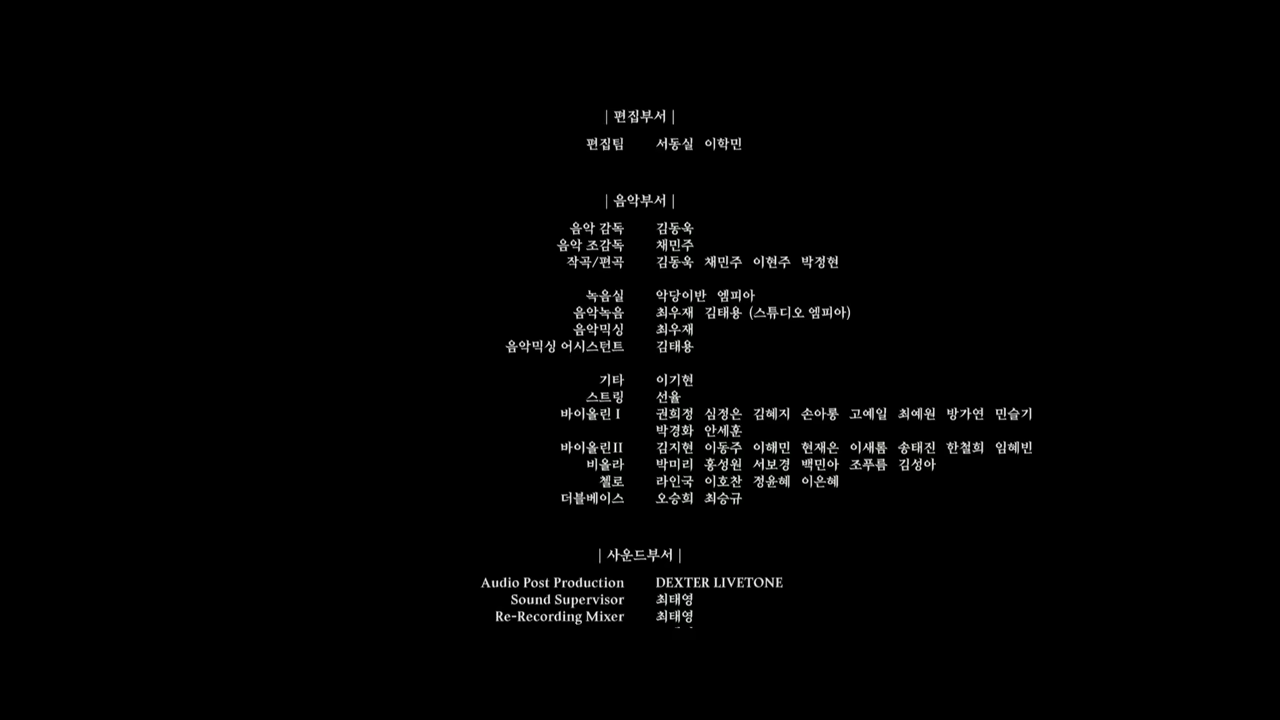 | 편집부서 |
편집팀 서동실 이학민
| 음악부서 |
음악 감독 김동욱
음악 조감독 채민주
작곡/편곡 김동욱 채민주 이현주 박정현
녹음실 악당이반 엠피아
음악녹음 최우재 김태용 (스튜디오 엠피아)
음악믹싱 최우재
음악믹싱 어시스턴트 김태용
기타 이기현
스트링 선율
바이올린 I 권희정 심정은 김혜지 손아롱 고예일 최예원 방가연 민슬기
박경화 안세훈
바이올린II 김지현 이동주 이해민 현재은 이새롬 송태진 한철희 임혜빈
비올라 박미리 홍성원 서보경 백민아 조푸름 김성아
첼로 라인국 이호찬 정윤혜 이은혜
더블베이스 오승희 최승규
| 사운드부서 |
Audio Post Production DEXTER LIVETONE
Sound Supervisor 최태영
Re-Recording Mixer 최태영